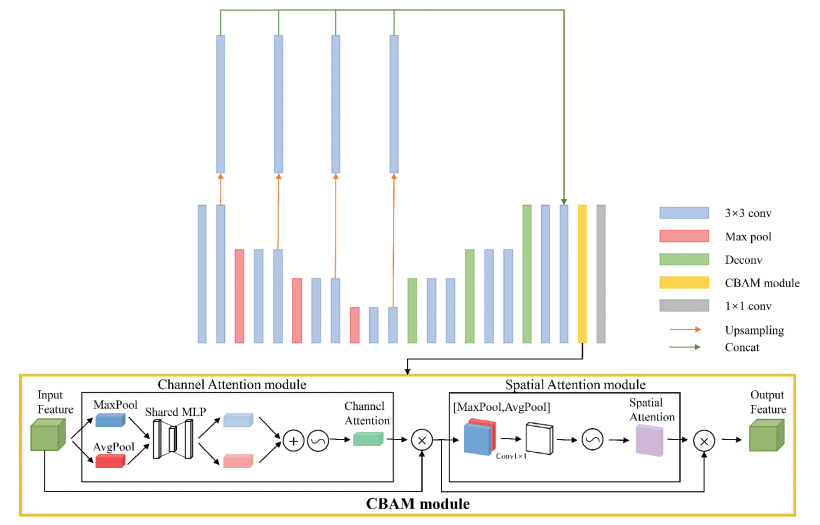 3×3 conv
Max pool
Deconv
CBAM module
1×1 conv
Upsampling
Concat
Channel Attention module
Spatial Attention module
Input
Feature
MaxPool
Shared MLP
AvgPool
Channel
Attention
[MaxPool,AvgPool]
Conv1×1
Spatial
Attention
Output
Feature
CBAM module